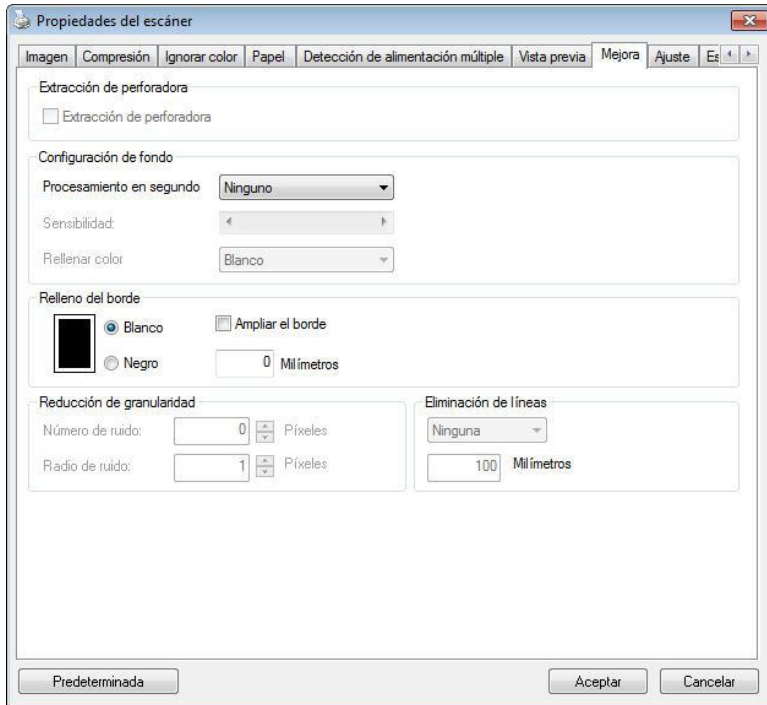 Propiedades del escáner
Imagen Compresión Ignorar color Papel Detección de alimentación múltiple Vista previa Mejora Ajuste Es
Extracción de perforadora
Extracción de perforadora
Configuración de fondo
Procesamiento en segundo Ninguno
Sensibilidad:
Rellenar color Blanco
Relleno del borde
Blanco Ampliar el borde
Negro 0 Milímetros
Reducción de granularidad Eliminación de líneas
Número de ruido: 0 Píxeles Ninguna
Radio de ruido: 1 Píxeles 100 Milímetros
Predeterminada Aceptar Cancelar